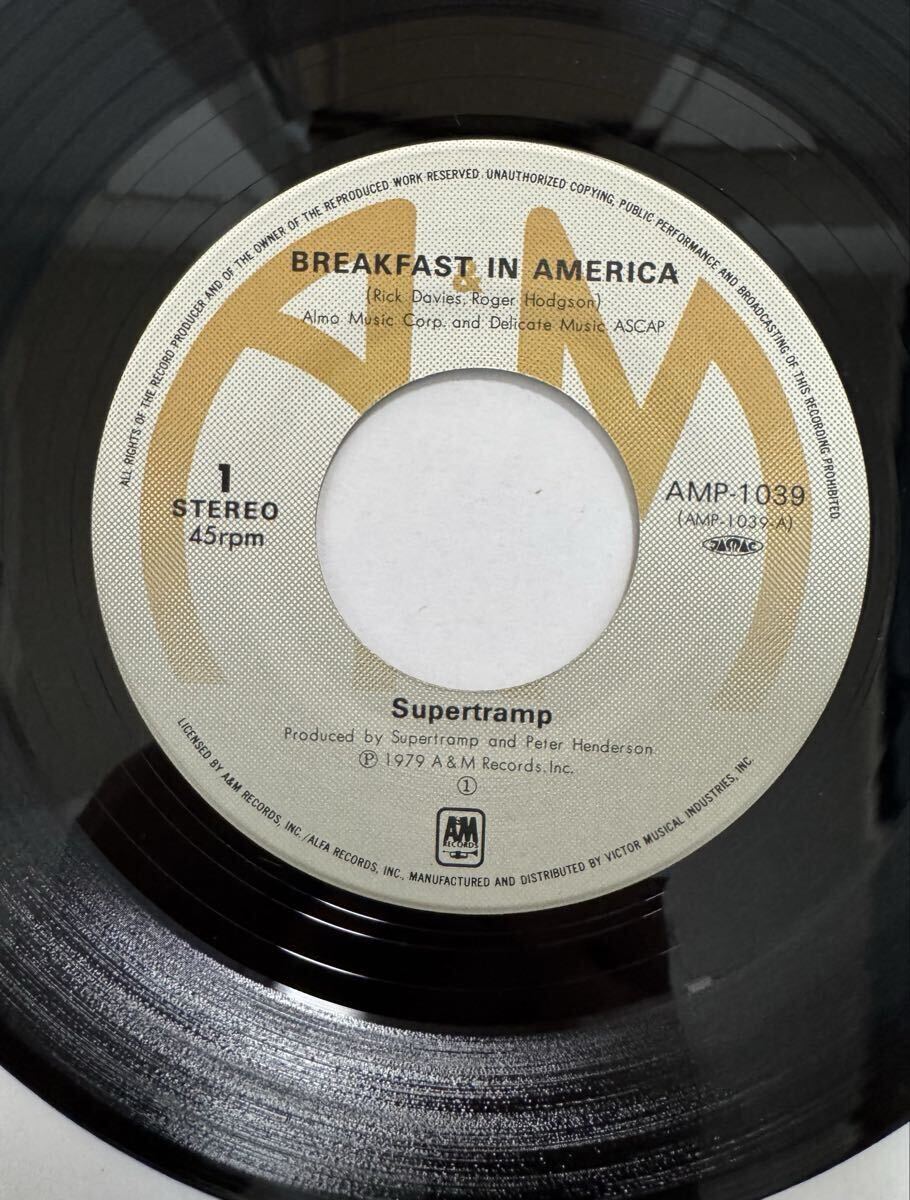 ALL RIGHTS OF THE RECORD PRODUCER AND OF THE OWNER OF THE REPRODUCED WORK RESERVED. UNAUTHORIZED COPYING, PUBLIC PERFORMANCE AND BROADCASTING OF THIS RECORDING PROHIBITED
BREAKFAST IN AMERICA
&
(Rick Davies, Roger Hodgson)
Almo Music Corp. and Delicate Music ASCAP
1
STEREO
45rpm
AMP-1039
(AMP-1039-A)
JASRAC
Supertramp
Produced by Supertramp and Peter Henderson
Ⓟ 1979 A & M Records. Inc.
①
A&M
RECORDS
LICENSED BY A&M RECORDS, INC./ALFA RECORDS, INC., MANUFACTURED AND DISTRIBUTED BY VICTOR MUSICAL INDUSTRIES, INC.